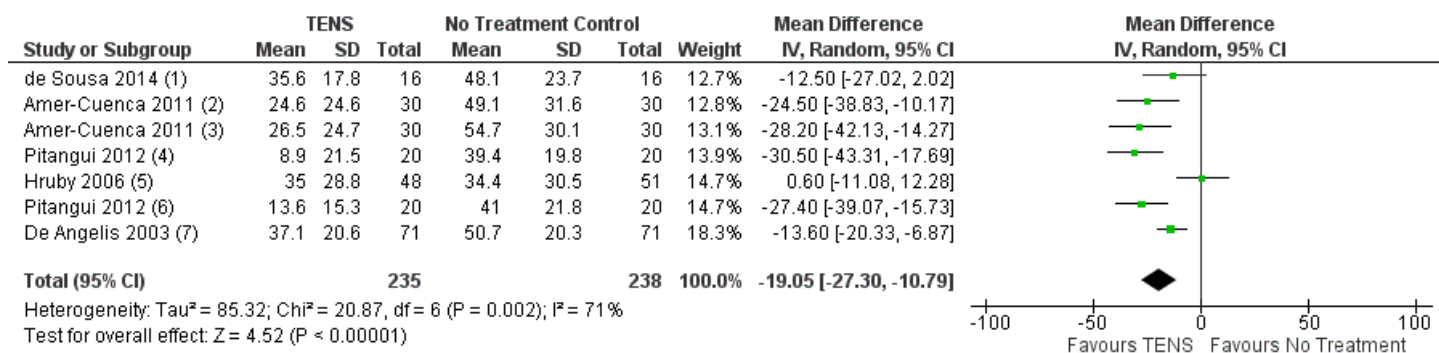 TENS No Treatment Control Mean Difference Mean Difference
Study or Subgroup Mean SD Total Mean SD Total Weight IV, Random, 95% CI IV, Random, 95% CI
de Sousa 2014 (1) 35.6 17.8 16 48.1 23.7 16 12.7% -12.50 [-27.02, 2.02]
Amer-Cuenca 2011 (2) 24.6 24.6 30 49.1 31.6 30 12.8% -24.50 [-38.83, -10.17]
Amer-Cuenca 2011 (3) 26.5 24.7 30 54.7 30.1 30 13.1% -28.20 [-42.13, -14.27]
Pitangui 2012 (4) 8.9 21.5 20 39.4 19.8 20 13.9% -30.50 [-43.31, -17.69]
Hruby 2006 (5) 35 28.8 48 34.4 30.5 51 14.7% 0.60 [-11.08, 12.28]
Pitangui 2012 (6) 13.6 15.3 20 41 21.8 20 14.7% -27.40 [-39.07, -15.73]
De Angelis 2003 (7) 37.1 20.6 71 50.7 20.3 71 18.3% -13.60 [-20.33, -6.87]
Total (95% CI) 235 238 100.0% -19.05 [-27.30, -10.79]
Heterogeneity: Tau² = 85.32; Chi² = 20.87, df = 6 (P = 0.002); I² = 71%
Test for overall effect: Z = 4.52 (P < 0.00001)
-100 -50 0 50 100
Favours TENS Favours No Treatment